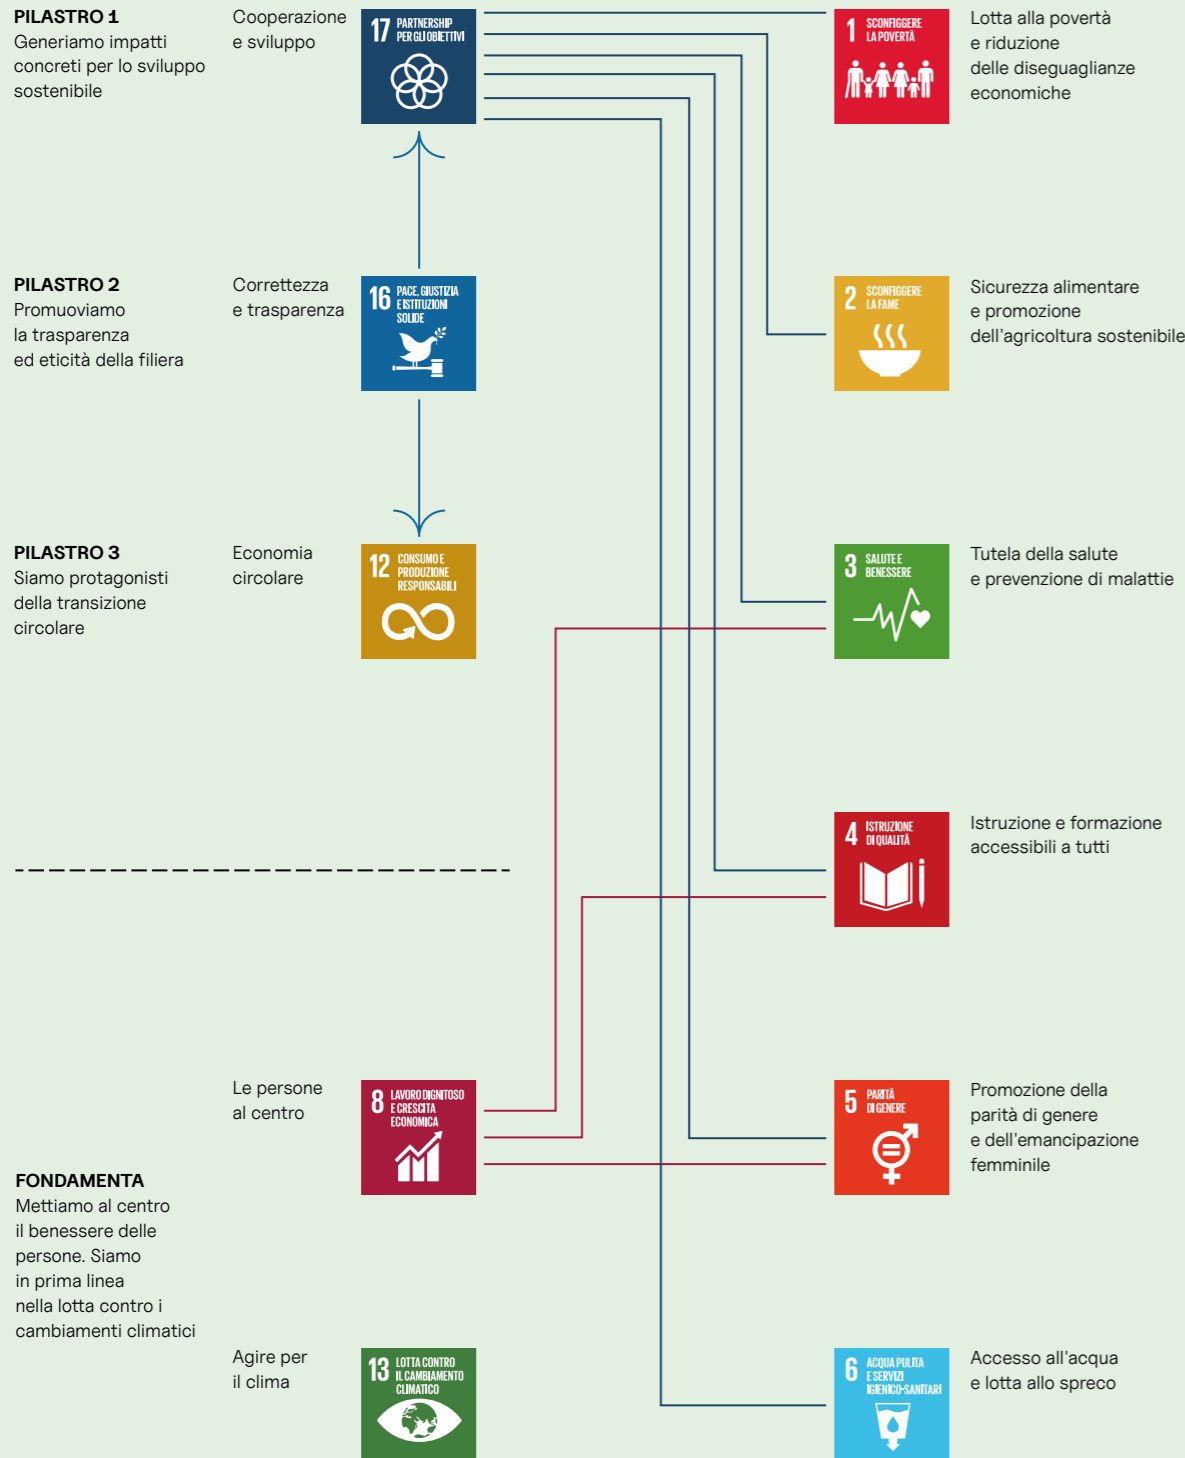 PILASTRO 1
Generiamo impatti
concreti per lo sviluppo
sostenibile
Cooperazione
e sviluppo
17 PARTNERSHIP
PER GLI OBIETTIVI
1 SCONFIGGERE
LA POVERTÀ
Lotta alla povertà
e riduzione
delle diseguaglianze
economiche
PILASTRO 2
Promuoviamo
la trasparenza
ed eticità della filiera
Correttezza
e trasparenza
16 PACE, GIUSTIZIA
E ISTITUZIONI
SOLIDE
2 SCONFIGGERE
LA FAME
Sicurezza alimentare
e promozione
dell'agricoltura sostenibile
PILASTRO 3
Siamo protagonisti
della transizione
circolare
Economia
circolare
12 CONSUMO E
PRODUZIONE
RESPONSABILI
3 SALUTE E
BENESSERE
Tutela della salute
e prevenzione di malattie
4 ISTRUZIONE
DI QUALITÀ
Istruzione e formazione
accessibili a tutti
FONDAMENTA
Mettiamo al centro
il benessere delle
persone. Siamo
in prima linea
nella lotta contro i
cambiamenti climatici
Le persone
al centro
8 LAVORO DIGNITOSO
E CRESCITA
ECONOMICA
5 PARITÀ
DI GENERE
Promozione della
parità di genere
e dell'emancipazione
femminile
Agire per
il clima
13 LOTTA CONTRO
IL CAMBIAMENTO
CLIMATICO
6 ACQUA PULITA
E SERVIZI
IGIENICO-SANITARI
Accesso all'acqua
e lotta allo spreco